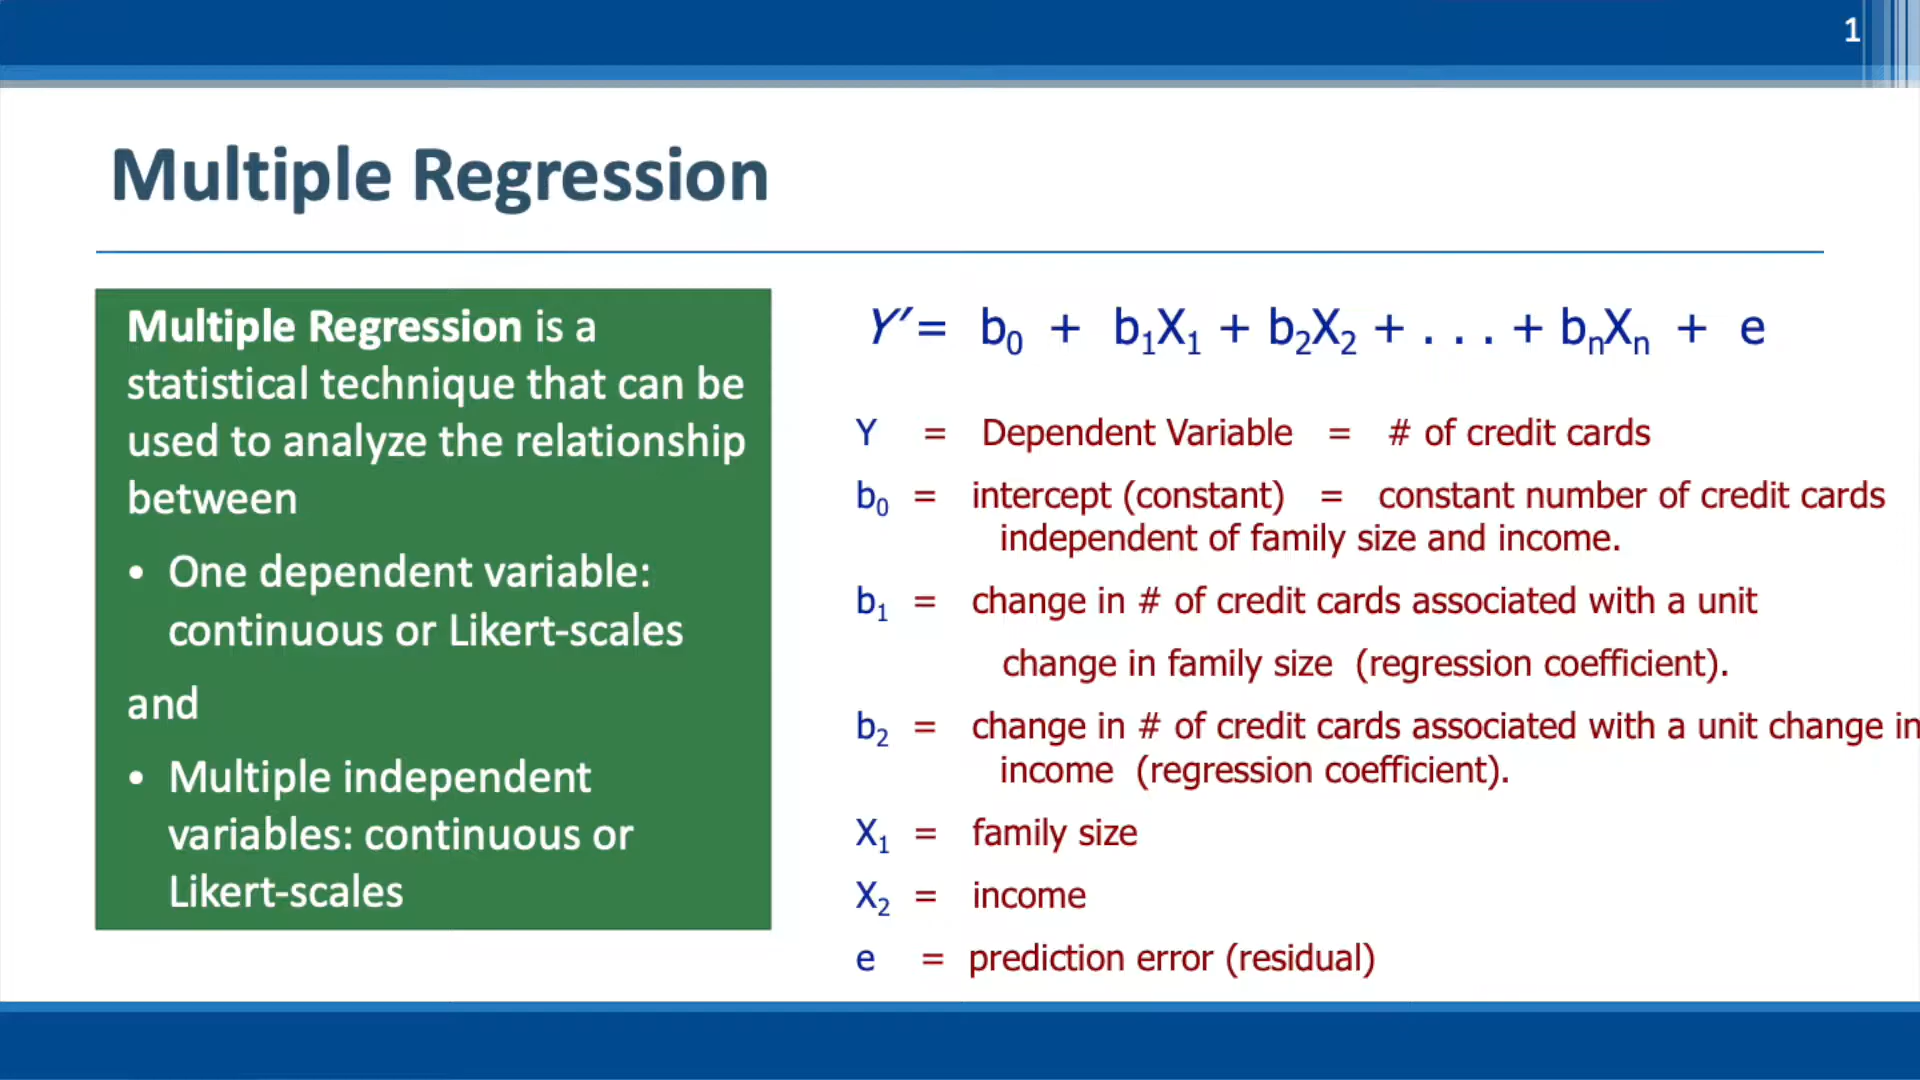 1
Multiple Regression
Multiple Regression is a
statistical technique that can be
used to analyze the relationship
between
• One dependent variable:
continuous or Likert-scales
and
• Multiple independent
variables: continuous or
Likert-scales
Y′ = b₀ + b₁X₁ + b₂X₂ + . . . + bₙXₙ + e
Y = Dependent Variable = # of credit cards
b₀ = intercept (constant) = constant number of credit cards
independent of family size and income.
b₁ = change in # of credit cards associated with a unit
change in family size (regression coefficient).
b₂ = change in # of credit cards associated with a unit change in
income (regression coefficient).
X₁ = family size
X₂ = income
e = prediction error (residual)